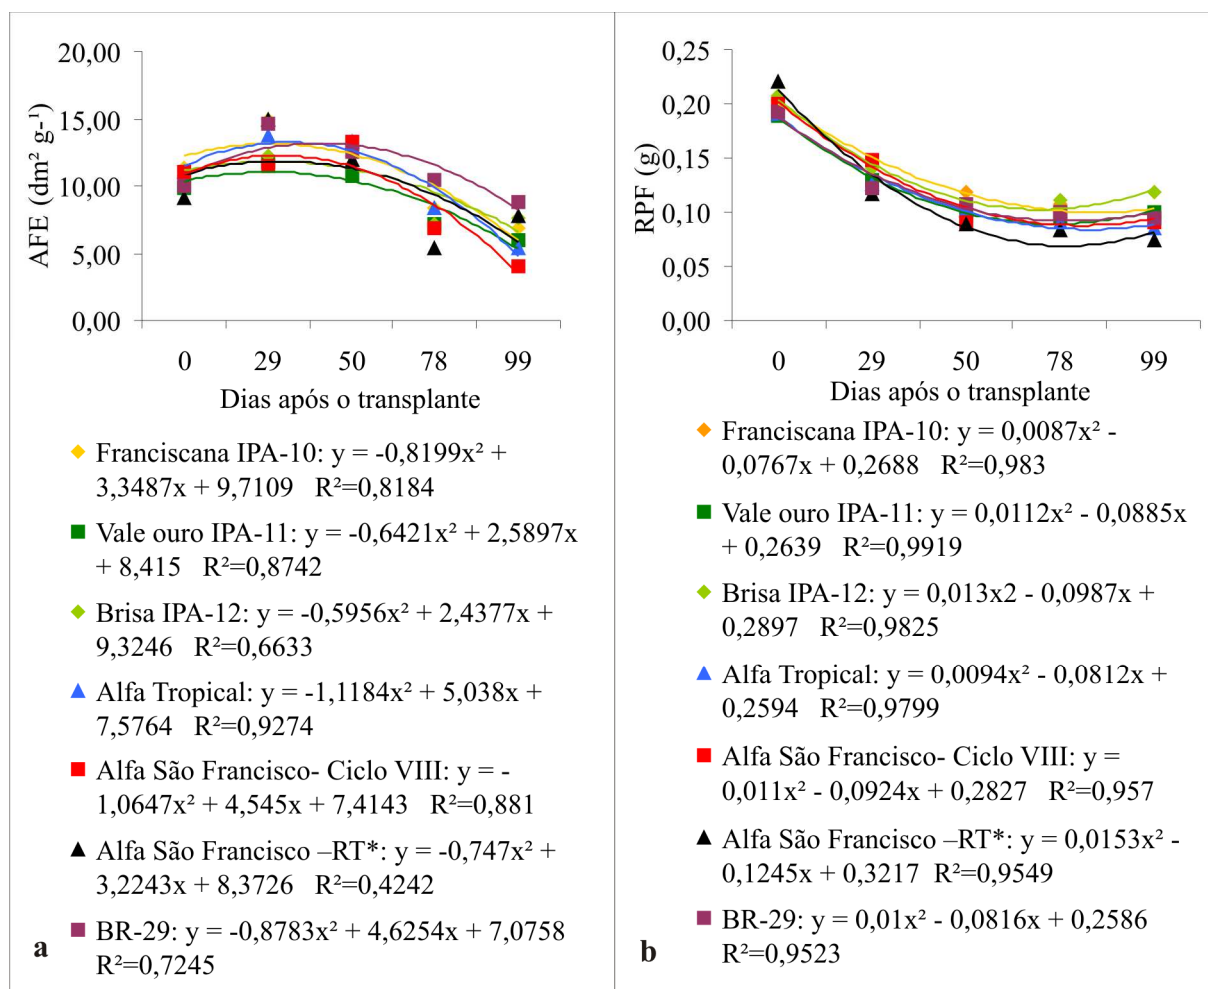 20,00
15,00
10,00
5,00
0,00
AFE (dm² g-¹)
0 29 50 78 99
Dias após o transplante
Franciscana IPA-10: y = -0,8199x² +
3,3487x + 9,7109 R²=0,8184
Vale ouro IPA-11: y = -0,6421x² + 2,5897x
+ 8,415 R²=0,8742
Brisa IPA-12: y = -0,5956x² + 2,4377x +
9,3246 R²=0,6633
Alfa Tropical: y = -1,1184x² + 5,038x +
7,5764 R²=0,9274
Alfa São Francisco- Ciclo VIII: y = -
1,0647x² + 4,545x + 7,4143 R²=0,881
Alfa São Francisco –RT*: y = -0,747x² +
3,2243x + 8,3726 R²=0,4242
BR-29: y = -0,8783x² + 4,6254x + 7,0758
R²=0,7245
a
0,25
0,20
0,15
0,10
0,05
0,00
RPF (g)
0 29 50 78 99
Dias após o transplante
Franciscana IPA-10: y = 0,0087x² -
0,0767x + 0,2688 R²=0,983
Vale ouro IPA-11: y = 0,0112x² - 0,0885x
+ 0,2639 R²=0,9919
Brisa IPA-12: y = 0,013x2 - 0,0987x +
0,2897 R²=0,9825
Alfa Tropical: y = 0,0094x² - 0,0812x +
0,2594 R²=0,9799
Alfa São Francisco- Ciclo VIII: y =
0,011x² - 0,0924x + 0,2827 R²=0,957
Alfa São Francisco –RT*: y = 0,0153x² -
0,1245x + 0,3217 R²=0,9549
BR-29: y = 0,01x² - 0,0816x + 0,2586
R²=0,9523
b